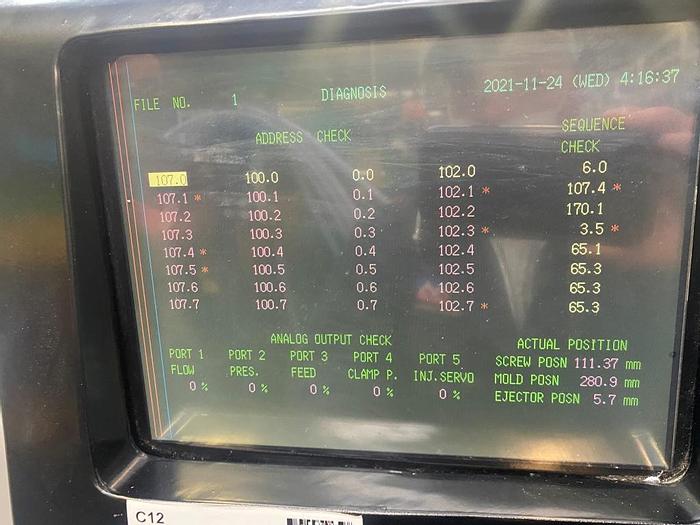 FILE NO. 1 DIAGNOSIS 2021-11-24 (WED) 4:16:37
ADDRESS CHECK SEQUENCE
CHECK
107.0 100.0 0.0 102.0 6.0
107.1 * 100.1 0.1 102.1 * 107.4 *
107.2 100.2 0.2 102.2 170.1
107.3 100.3 0.3 102.3 * 3.5 *
107.4 * 100.4 0.4 102.4 65.1
107.5 * 100.5 0.5 102.5 65.3
107.6 100.6 0.6 102.6 65.3
107.7 100.7 0.7 102.7 * 65.3
ANALOG OUTPUT CHECK ACTUAL POSITION
PORT 1 PORT 2 PORT 3 PORT 4 PORT 5 SCREW POSN 111.37 mm
FLOW PRES. FEED CLAMP P. INJ.SERVO MOLD POSN 280.9 mm
0 % 0 % 0 % 0 % 0 % EJECTOR POSN 5.7 mm
C12